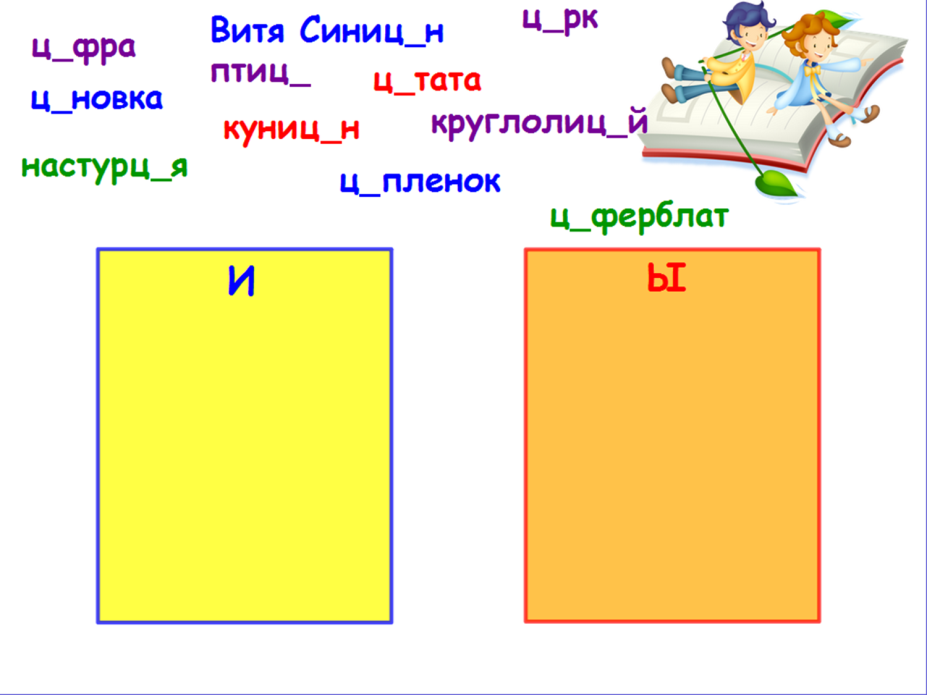 ц_фра
Витя Синиц_н
ц_рк
птиц_
ц_тата
ц_новка
куниц_н
круглолиц_й
настурц_я
ц_пленок
ц_ферблат
И
Ы